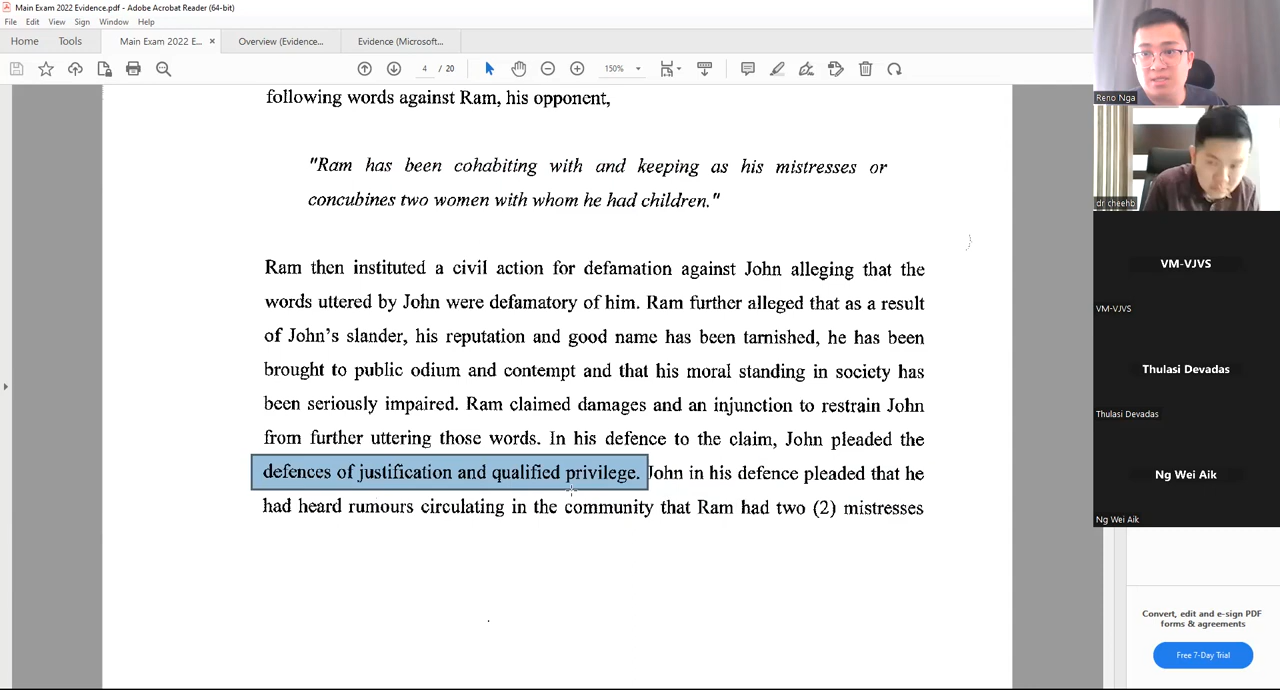 Main Exam 2022 Evidence.pdf - Adobe Acrobat Reader (64-bit)
File Edit View Sign Window Help
Home Tools Main Exam 2022 E... × Overview (Evidence... Evidence (Microsoft...
4 / 150%
following words against Ram, his opponent,
"Ram has been cohabiting with and keeping as his mistresses or
concubines two women with whom he had children."
Ram then instituted a civil action for defamation against John alleging that the
words uttered by John were defamatory of him. Ram further alleged that as a result
of John's slander, his reputation and good name has been tarnished, he has been
brought to public odium and contempt and that his moral standing in society has
been seriously impaired. Ram claimed damages and an injunction to restrain John
from further uttering those words. In his defence to the claim, John pleaded the
defences of justification and qualified privilege. John in his defence pleaded that he
had heard rumours circulating in the community that Ram had two (2) mistresses
Reno Nga
dr cheehb
VM-VJVS
VM-VJVS
Thulasi Devadas
Thulasi Devadas
Ng Wei Aik
Ng Wei Aik
Convert, edit and e-sign PDF
forms & agreements
Free 7-Day Trial